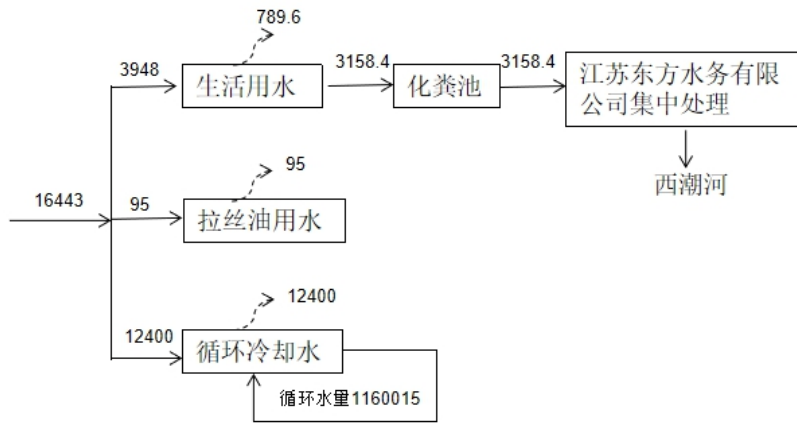 789.6
3948
生活用水
3158.4
化粪池
3158.4
江苏东方水务有限
公司集中处理
西潮河
16443
95
95
拉丝油用水
12400
12400
循环冷却水
循环水量1160015